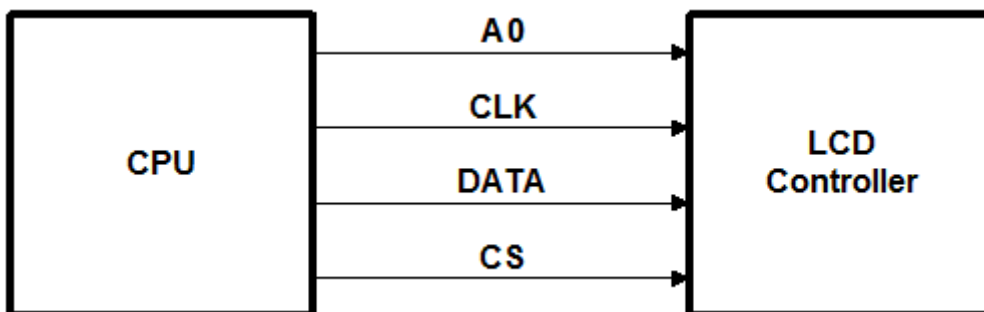 A0
CLK
CPU
DATA
CS
LCD
Controller